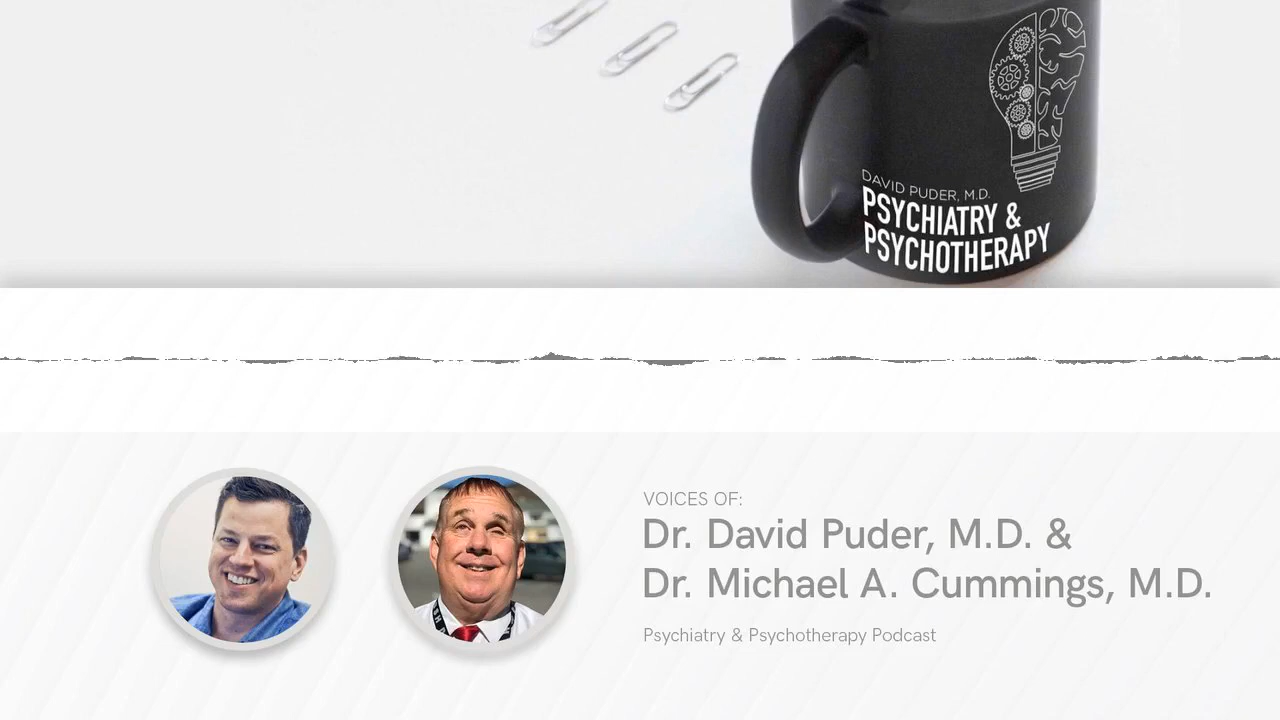 DAVID PUDER, M.D.
PSYCHIATRY &
PSYCHOTHERAPY
VOICES OF:
Dr. David Puder, M.D. &
Dr. Michael A. Cummings, M.D.
Psychiatry & Psychotherapy Podcast